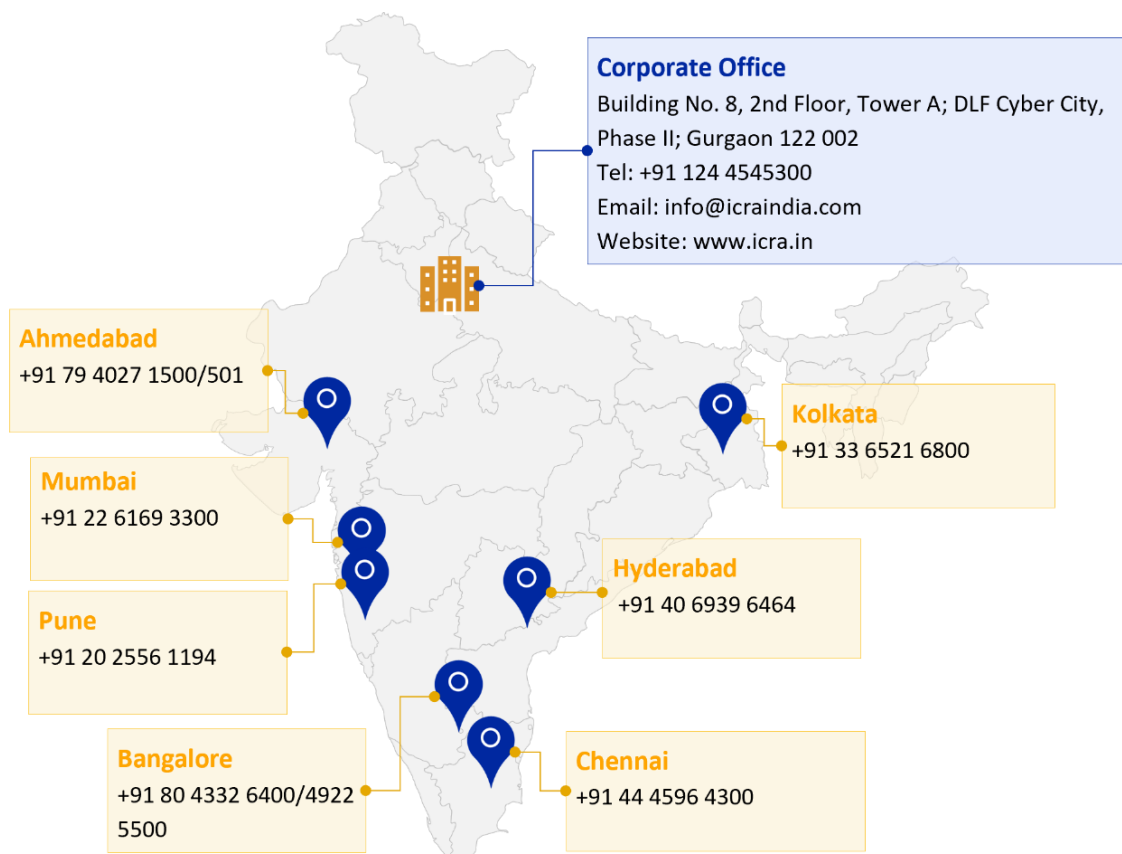 Corporate Office
Building No. 8, 2nd Floor, Tower A; DLF Cyber City,
Phase II; Gurgaon 122 002
Tel: +91 124 4545300
Email: info@icraindia.com
Website: www.icra.in
Ahmedabad
+91 79 4027 1500/501
Kolkata
+91 33 6521 6800
Mumbai
+91 22 6169 3300
Hyderabad
+91 40 6939 6464
Pune
+91 20 2556 1194
Bangalore
+91 80 4332 6400/4922
5500
Chennai
+91 44 4596 4300